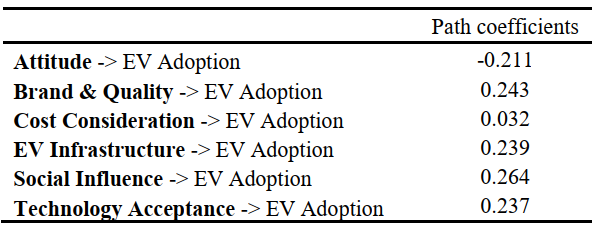 Path coefficients
Attitude -> EV Adoption -0.211
Brand & Quality -> EV Adoption 0.243
Cost Consideration -> EV Adoption 0.032
EV Infrastructure -> EV Adoption 0.239
Social Influence -> EV Adoption 0.264
Technology Acceptance -> EV Adoption 0.237